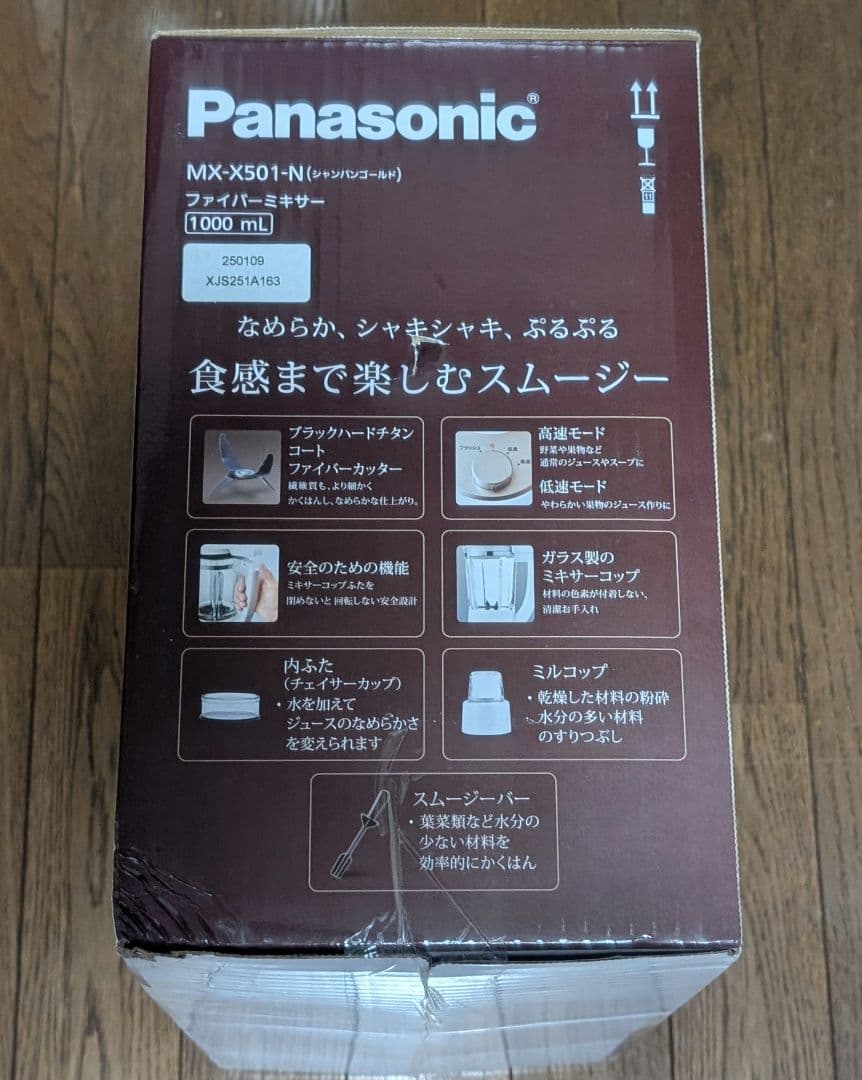 Panasonic®
MX-X501-N(シャンパンゴールド)
ファイバーミキサー
1000 mL
11
250109
XJS251A163
なめらか、シャキシャキ、ぷるぷる
食感まで楽しむスムージー
ブラックハードチタン
コート
ファイバーカッター
繊維質も、より細かく
かくはんし、なめらかな仕上がり。
フラッシュ
低速
高速
高速モード
野菜や果物など
通常のジュースやスープに
低速モード
やわらかい果物のジュース作りに
安全のための機能
ミキサーコップふたを
閉めないと回転しない安全設計
ガラス製の
ミキサーコップ
材料の色素が付着しない、
清潔お手入れ
内ふた
(チェイサーカップ)
・水を加えて
ジュースのなめらかさ
を変えられます
ミルコップ
・乾燥した材料の粉砕
水分の多い材料
のすりつぶし
スムージーバー
・葉菜類など水分の
少ない材料を
効率的にかくはん